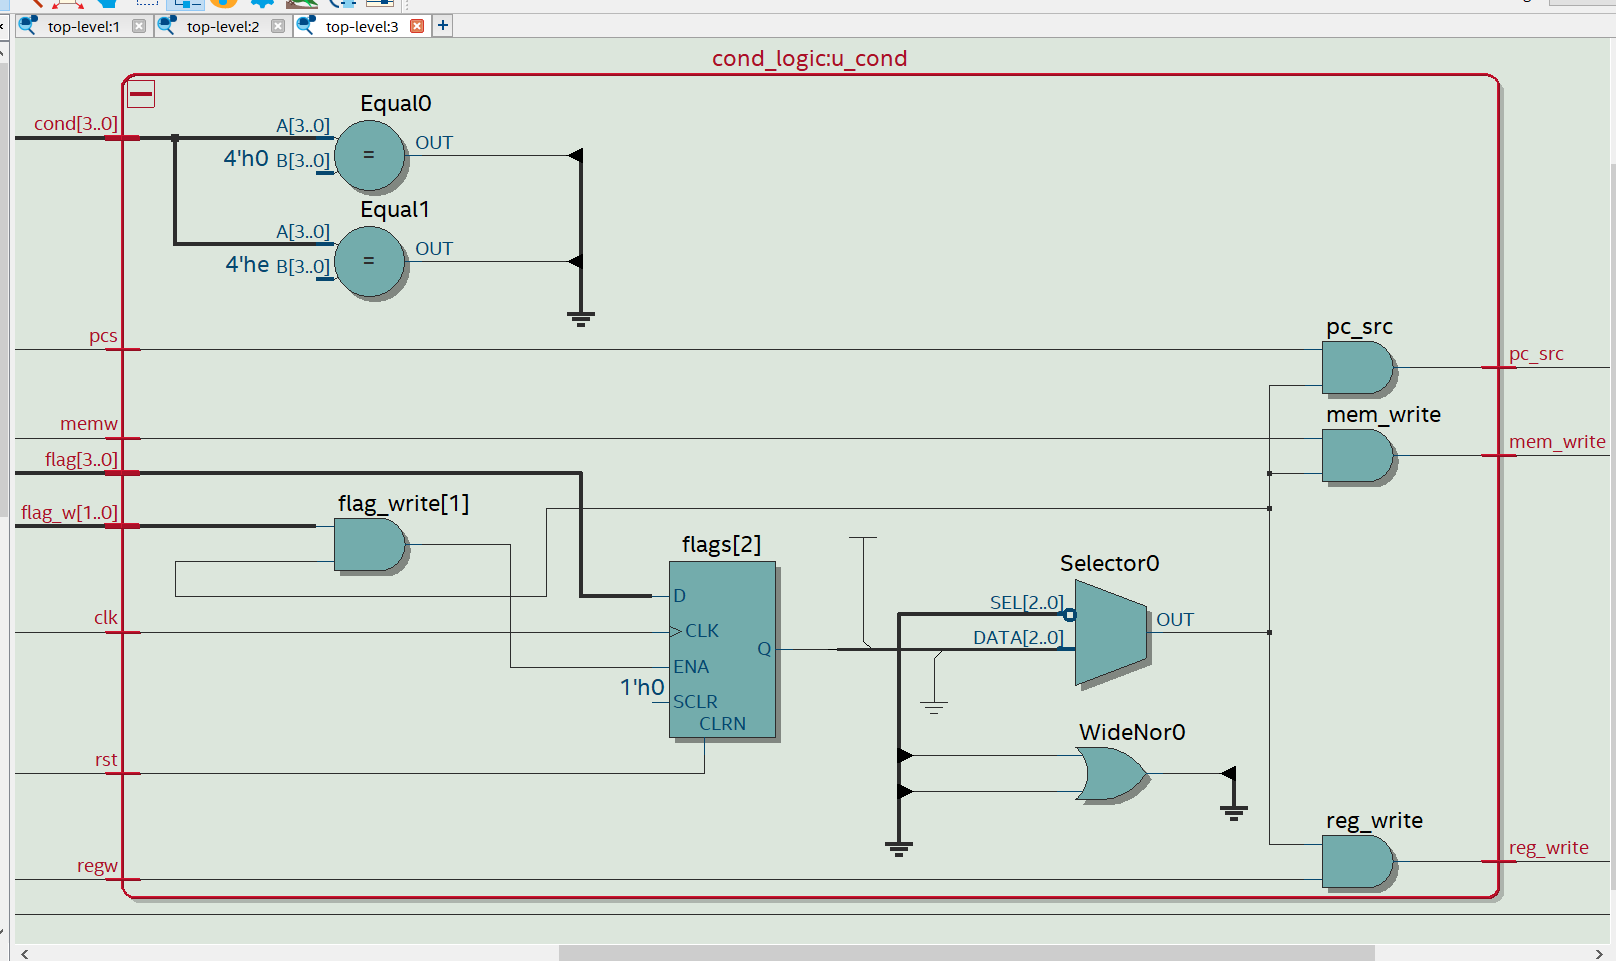 top-level:1
top-level:2
top-level:3
cond_logic:u_cond
Equal0
cond[3..0]
A[3..0]
OUT
4'h0 B[3..0]
=
Equal1
A[3..0]
OUT
4'he B[3..0]
=
pcs
pc_src
pc_src
memw
mem_write
mem_write
flag[3..0]
flag_w[1..0]
flag_write[1]
flags[2]
Selector0
D
SEL[2..0]
clk
CLK
OUT
DATA[2..0]
Q
ENA
1'h0
SCLR
CLRN
WideNor0
rst
reg_write
reg_write
regw